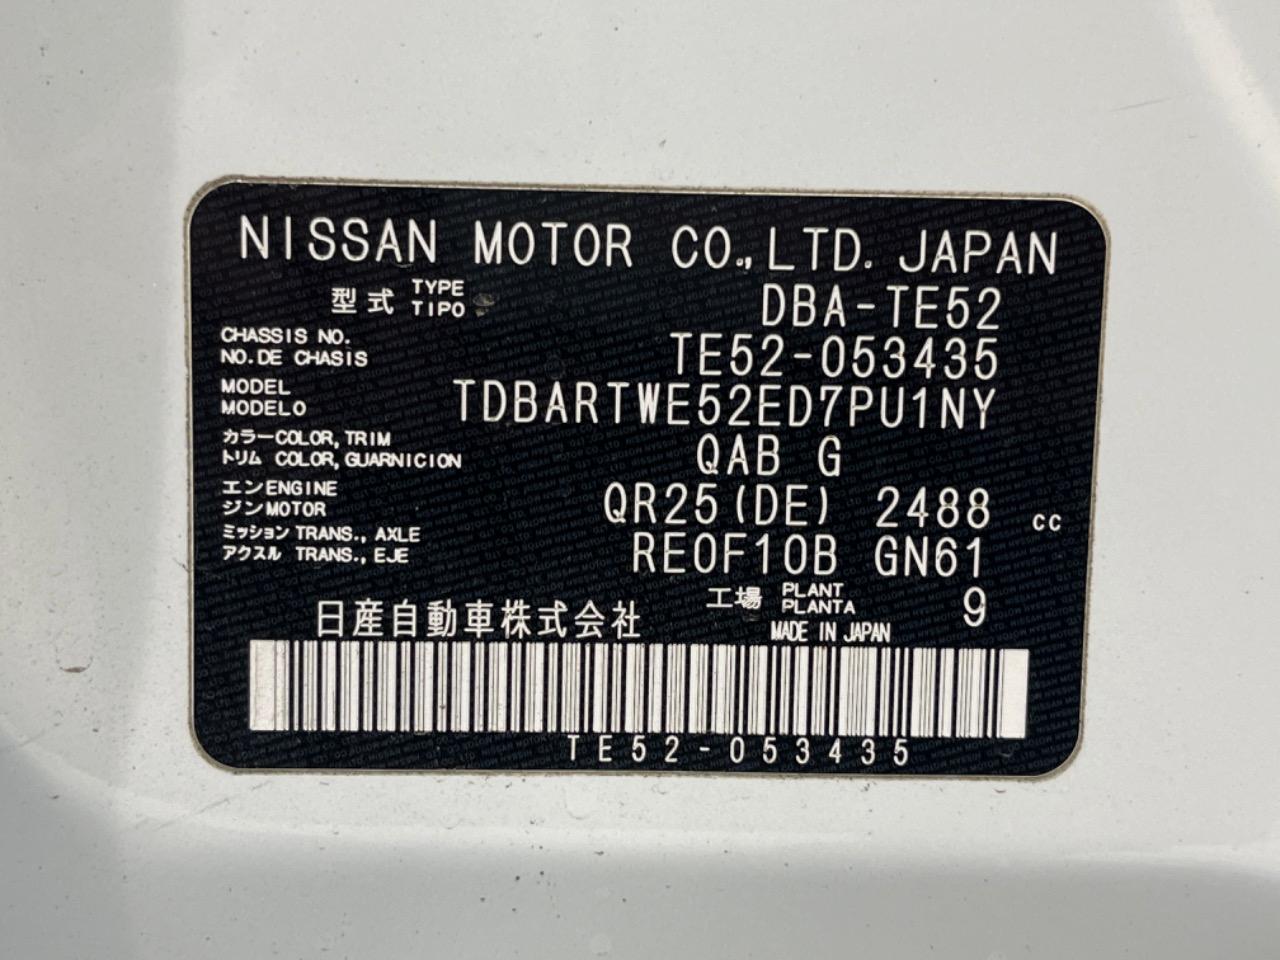 NISSAN MOTOR CO.,LTD. JAPAN
型式 TYPE TIPO DBA-TE52
CHASSIS NO.
NO.DE CHASIS TE52-053435
MODEL
MODELO TDBARTWE52ED7PU1NY
カラー COLOR, TRIM
トリム COLOR, GUARNICION QAB G
エン ENGINE
ジン MOTOR QR25(DE) 2488 cc
ミッション TRANS., AXLE
アクスル TRANS., EJE RE0F10B GN61
工場 PLANT PLANTA 9
日産自動車株式会社 MADE IN JAPAN
TE52-053435